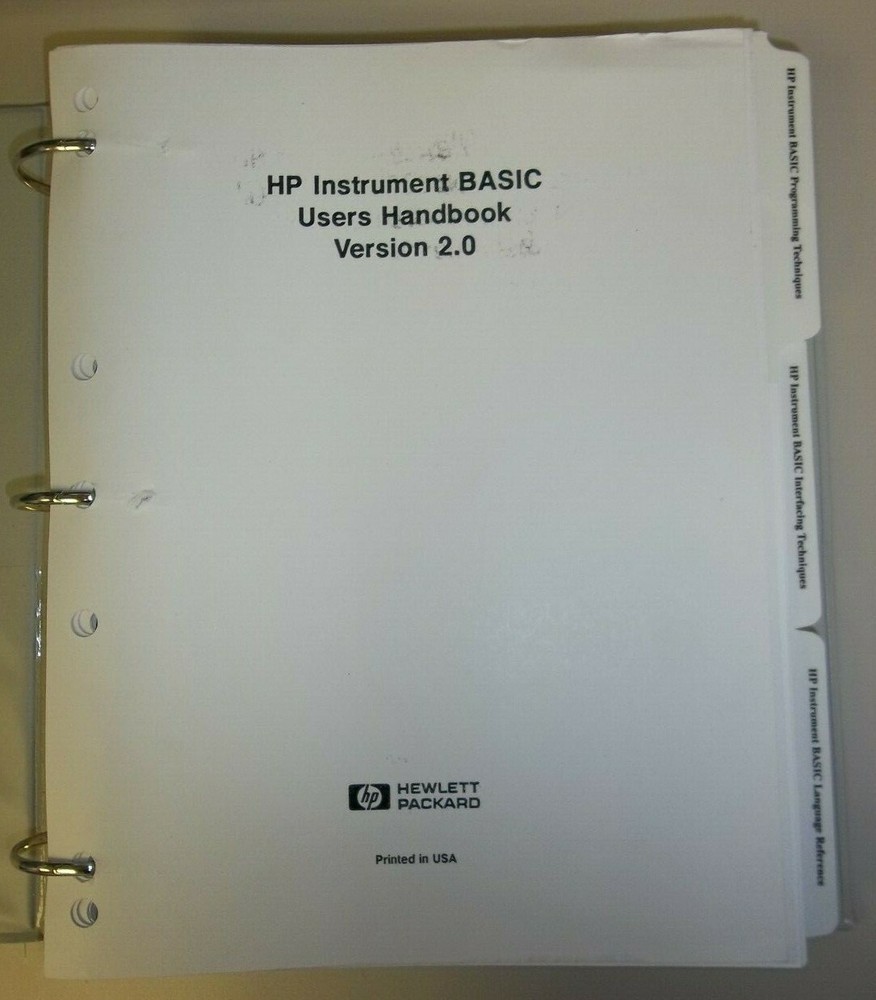 HP Instrument BASIC
Users Handbook
Version 2.0
hp HEWLETT
PACKARD
Printed in USA
HP Instrument BASIC Programming Techniques
HP Instrument BASIC Interfacing Techniques
HP Instrument BASIC Language Reference